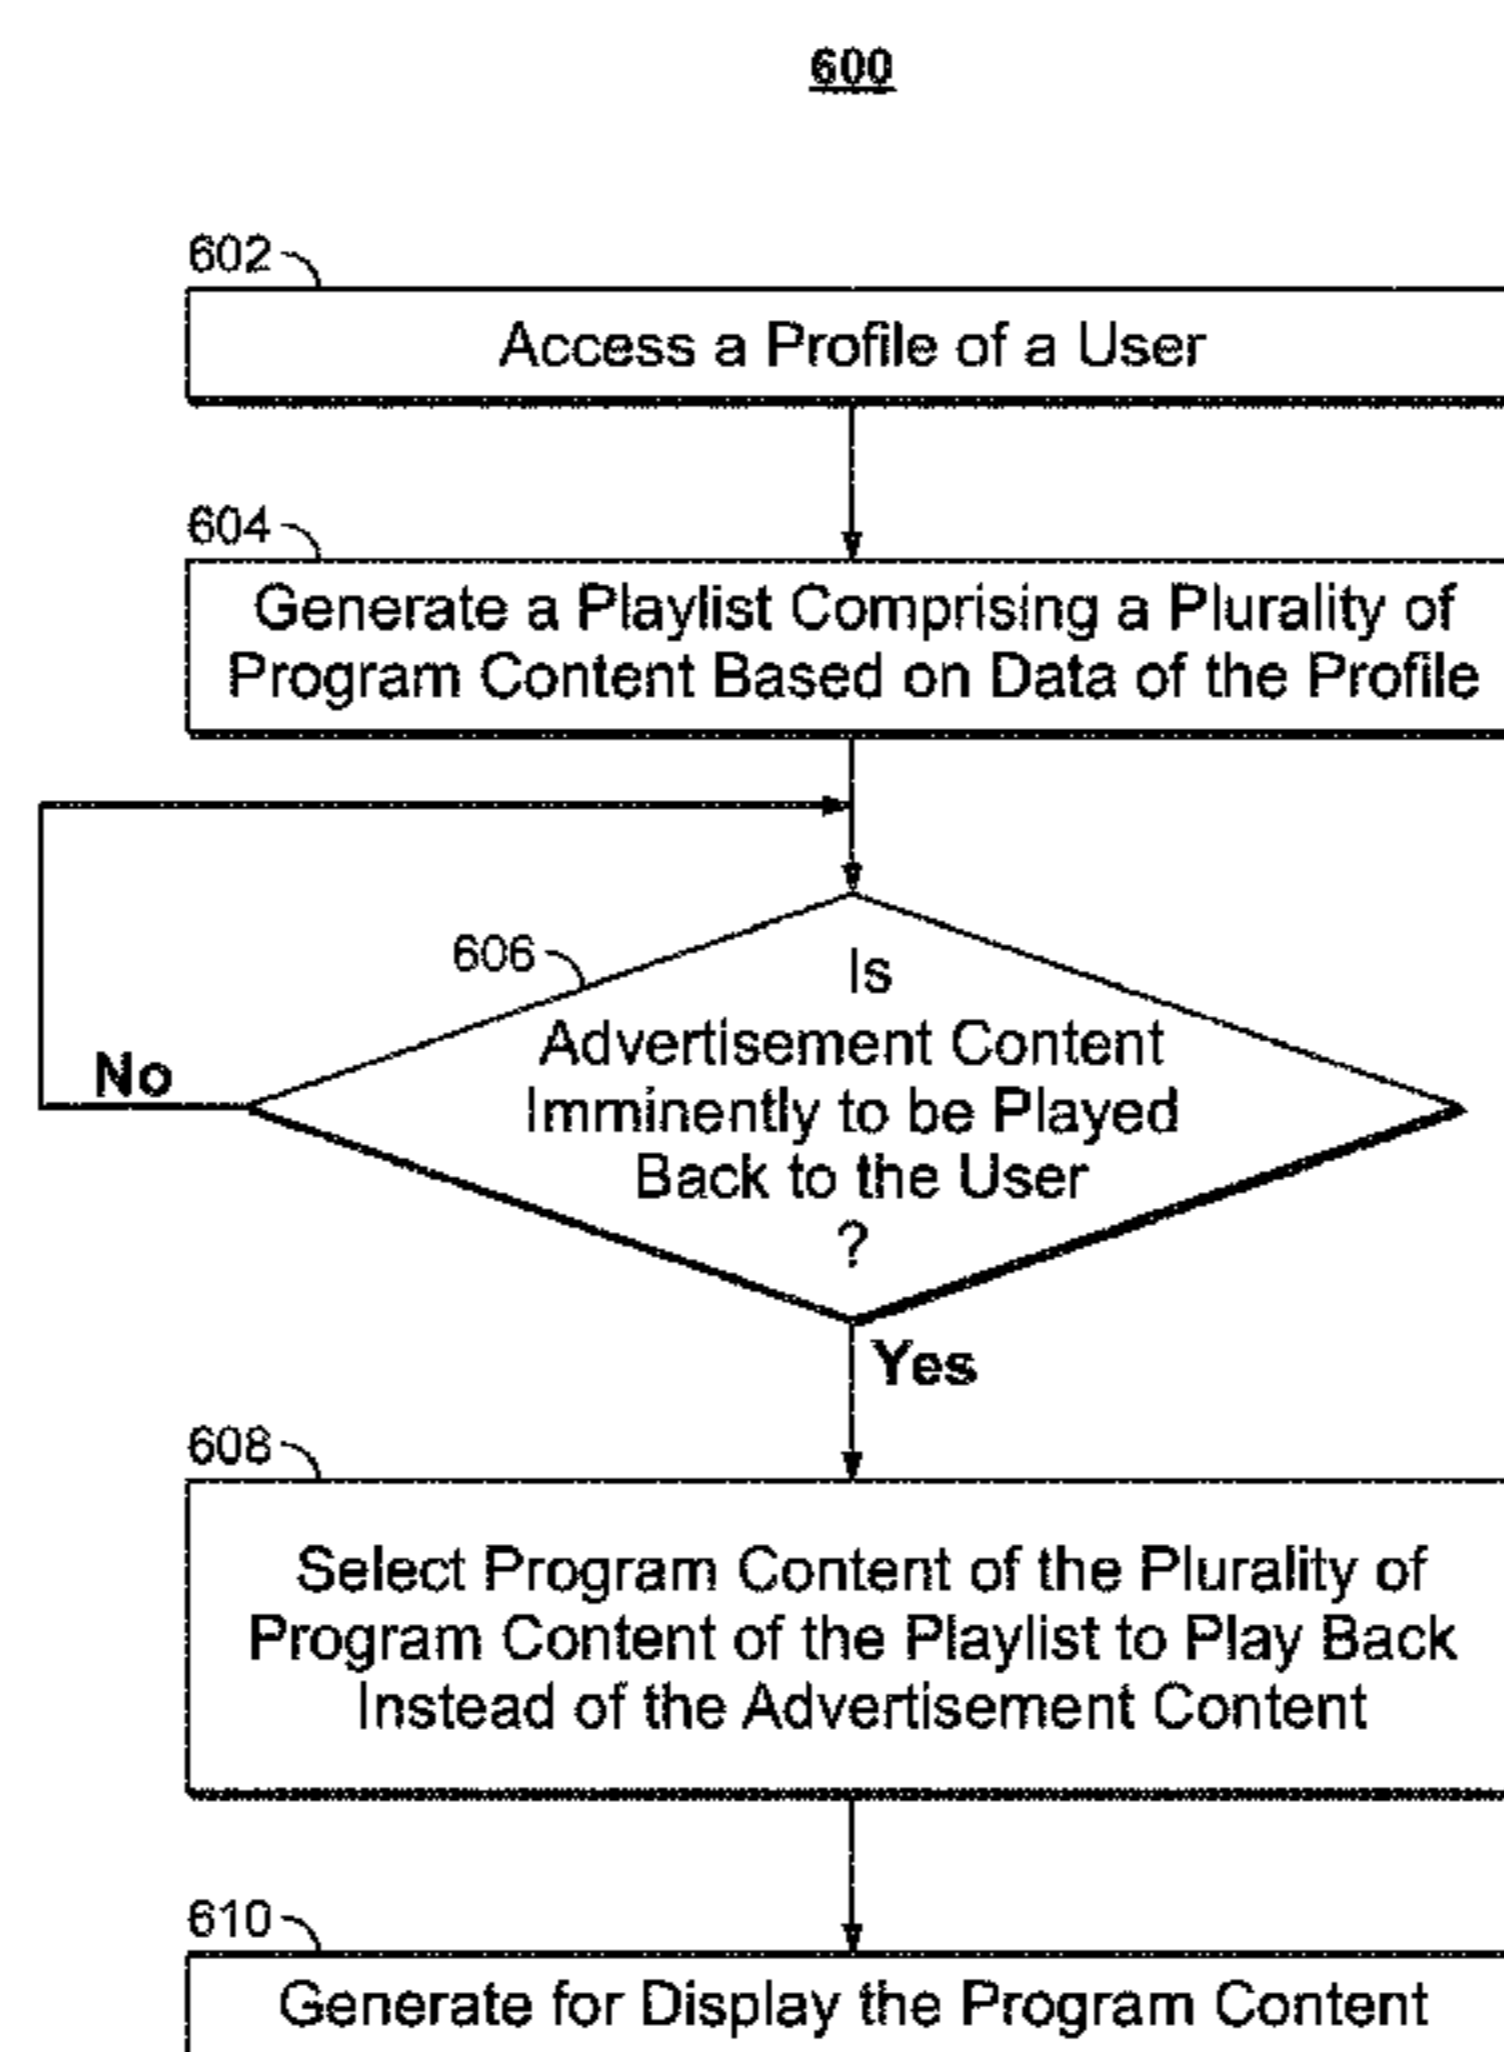 600
602
Access a Profile of a User
604
Generate a Playlist Comprising a Plurality of
Program Content Based on Data of the Profile
606
Is
Advertisement Content
Imminently to be Played
Back to the User
?
No
Yes
608
Select Program Content of the Plurality of
Program Content of the Playlist to Play Back
Instead of the Advertisement Content
610
Generate for Display the Program Content